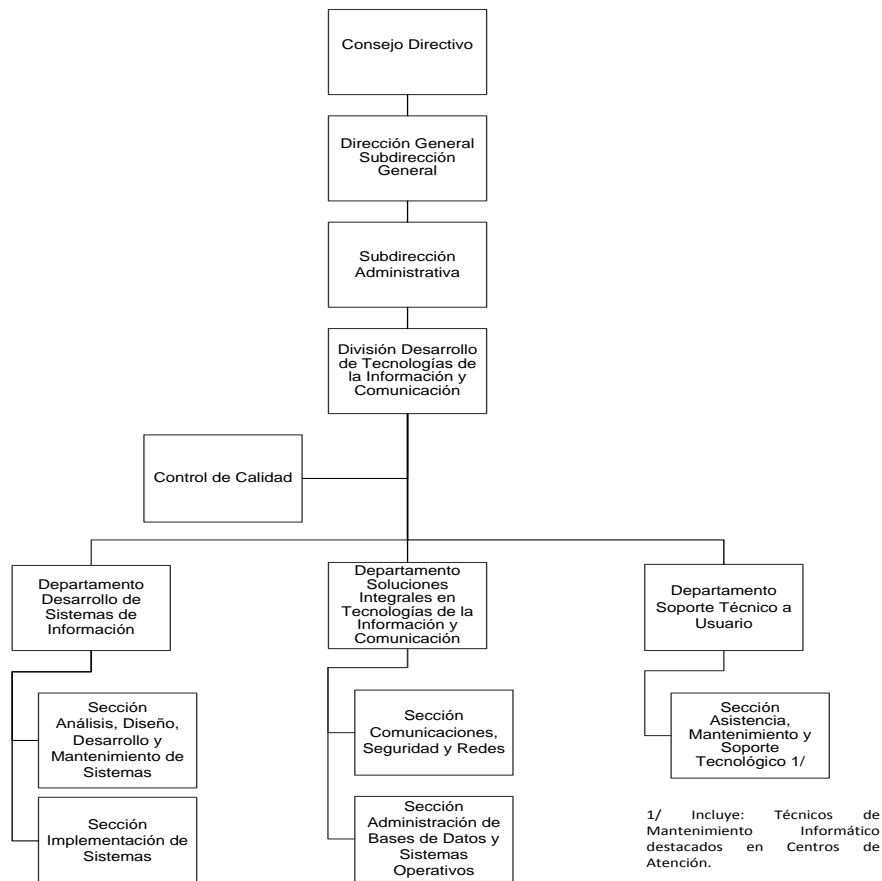 Consejo Directivo
Dirección General
Subdirección
General
Subdirección
Administrativa
División Desarrollo
de Tecnologías de
la Información y
Comunicación
Control de Calidad
Departamento
Desarrollo de
Sistemas de
Información
Departamento
Soluciones
Integrales en
Tecnologías de la
Información y
Comunicación
Departamento
Soporte Técnico a
Usuario
Sección
Análisis, Diseño,
Desarrollo y
Mantenimiento de
Sistemas
Sección
Implementación de
Sistemas
Sección
Comunicaciones,
Seguridad y Redes
Sección
Administración de
Bases de Datos y
Sistemas
Operativos
Sección
Asistencia,
Mantenimiento y
Soporte
Tecnológico 1/
1/ Incluye: Técnicos de
Mantenimiento Informático
destacados en Centros de
Atención.